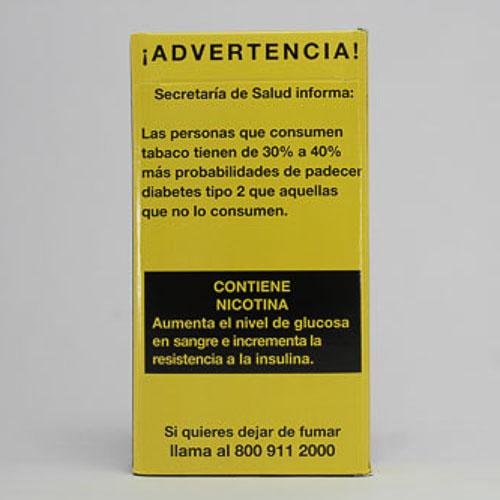 ¡ADVERTENCIA!
Secretaría de Salud informa:
Las personas que consumen
tabaco tienen de 30% a 40%
más probabilidades de padecer
diabetes tipo 2 que aquellas
que no lo consumen.
CONTIENE
NICOTINA
Aumenta el nivel de glucosa
en sangre e incrementa la
resistencia a la insulina.
Si quieres dejar de fumar
llama al 800 911 2000